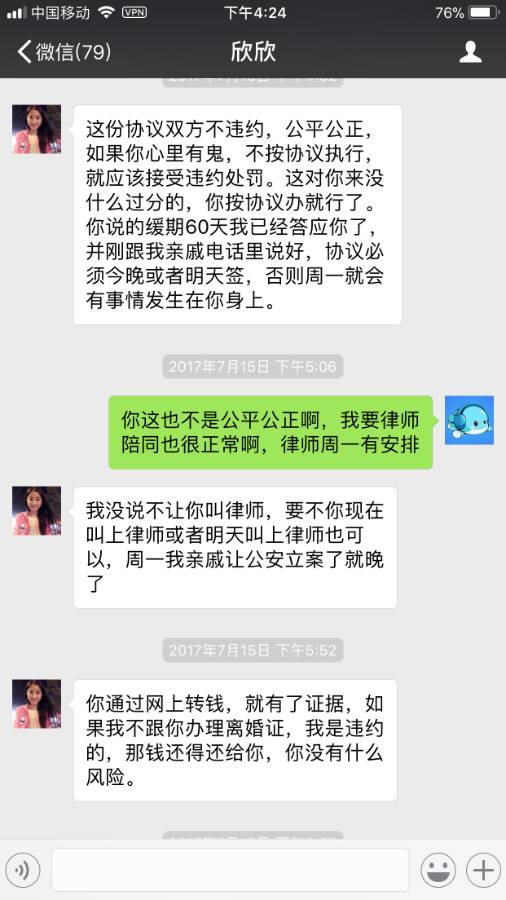 中国移动 VPN 下午4:24 76%
微信(79) 欣欣
这份协议双方不违约，公平公正，
如果你心里有鬼，不按协议执行，
就应该接受违约处罚。这对你来没
什么过分的，你按协议办就行了。
你说的缓期60天我已经答应你了，
并刚跟我亲戚电话里说好，协议必
须今晚或者明天签，否则周一就会
有事情发生在你身上。
2017年7月15日 下午5:06
你这也不是公平公正啊，我要律师
陪同也很正常啊，律师周一有安排
我没说不让你叫律师，要不你现在
叫上律师或者明天叫上律师也可
以，周一我亲戚让公安立案了就晚
了
2017年7月15日 下午5:52
你通过网上转钱，就有了证据，如
果我不跟你办理离婚证，我是违约
的，那钱还得还给你，你没有什么
风险。